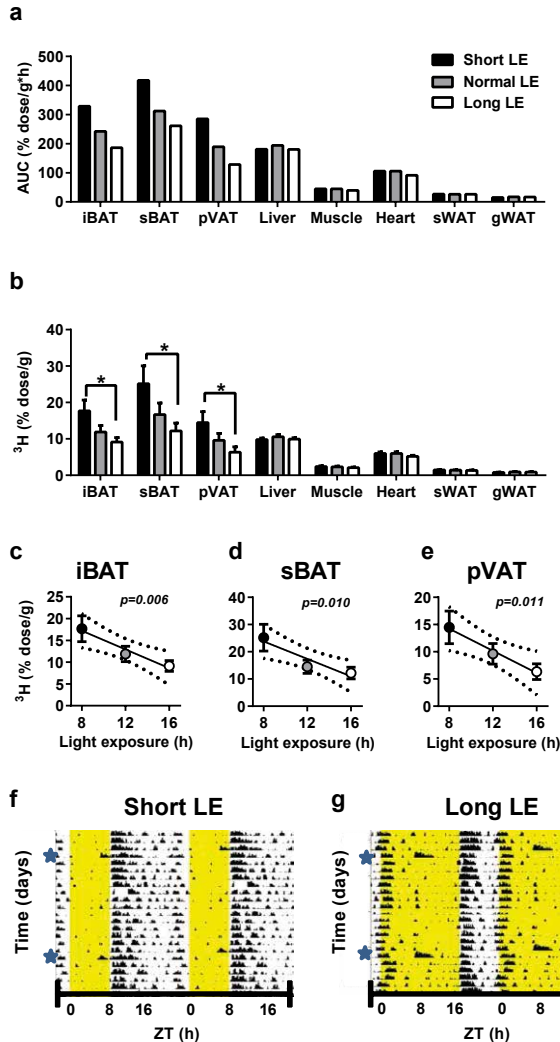 a
AUC (% dose/g*h)
500
400
300
200
100
0
Short LE
Normal LE
Long LE
iBAT sBAT pVAT Liver Muscle Heart sWAT gWAT
b
³H (% dose/g)
40
30
20
10
0
* * *
iBAT sBAT pVAT Liver Muscle Heart sWAT gWAT
c
iBAT
p=0.006
³H (% dose/g)
25
20
15
10
5
0
8 12 16
Light exposure (h)
d
sBAT
p=0.010
40
30
20
10
0
8 12 16
Light exposure (h)
e
pVAT
p=0.011
20
15
10
5
0
8 12 16
Light exposure (h)
f
Short LE
Time (days)
0 8 16 0 8 16
ZT (h)
g
Long LE
Time (days)
0 8 16 0 8
ZT (h)